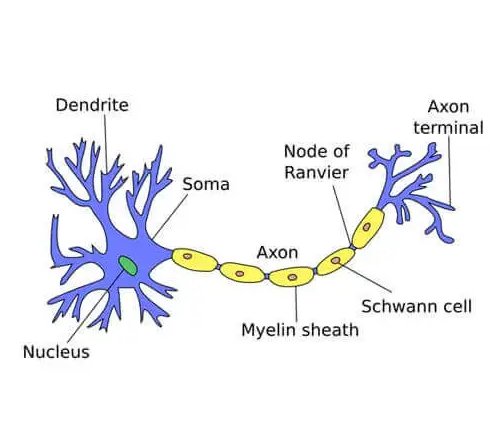 Dendrite
Axon
terminal
Node of
Ranvier
Soma
Axon
Schwann cell
Myelin sheath
Nucleus